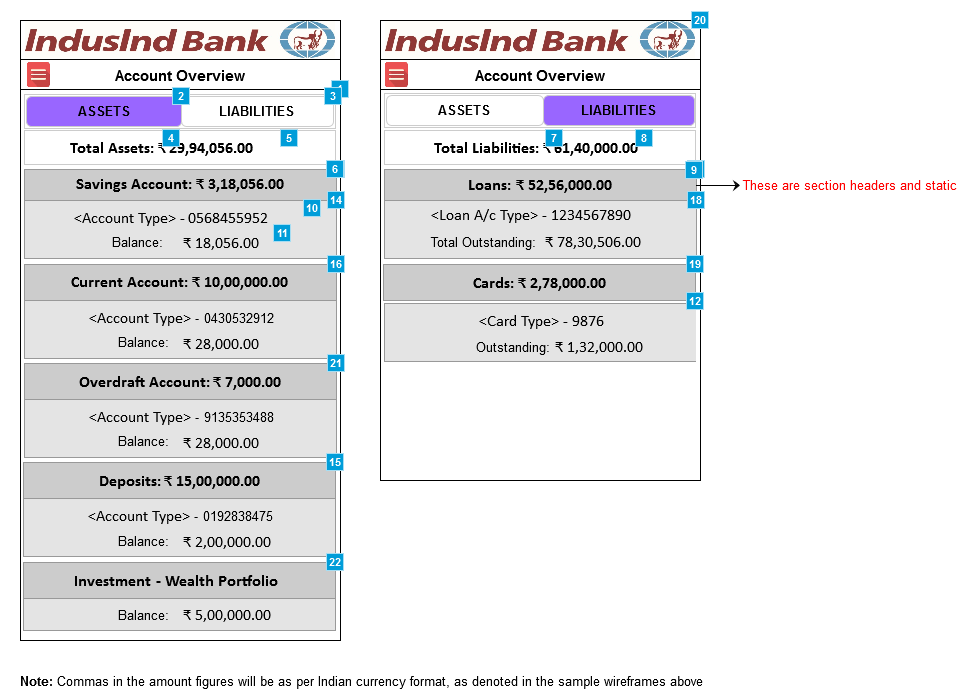 IndusInd Bank
Account Overview
1
2
3
ASSETS
LIABILITIES
4
5
Total Assets: ₹ 29,94,056.00
6
Savings Account: ₹ 3,18,056.00
14
10
<Account Type> - 0568455952
11
Balance: ₹ 18,056.00
16
Current Account: ₹ 10,00,000.00
<Account Type> - 0430532912
Balance: ₹ 28,000.00
21
Overdraft Account: ₹ 7,000.00
<Account Type> - 9135353488
Balance: ₹ 28,000.00
15
Deposits: ₹ 15,00,000.00
<Account Type> - 0192838475
Balance: ₹ 2,00,000.00
22
Investment - Wealth Portfolio
Balance: ₹ 5,00,000.00
20
IndusInd Bank
Account Overview
ASSETS
LIABILITIES
7
8
Total Liabilities: ₹ 61,40,000.00
9
Loans: ₹ 52,56,000.00
These are section headers and static
18
<Loan A/c Type> - 1234567890
Total Outstanding: ₹ 78,30,506.00
19
Cards: ₹ 2,78,000.00
12
<Card Type> - 9876
Outstanding: ₹ 1,32,000.00
Note: Commas in the amount figures will be as per Indian currency format, as denoted in the sample wireframes above